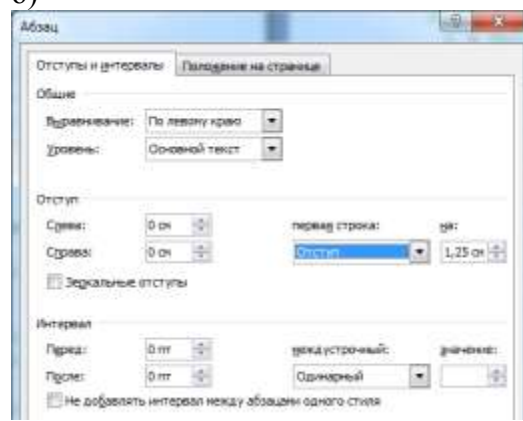 б)
Абзац
Отступы и интервалы Положение на странице
Общие
Выравнивание: По левому краю
Уровень: Основной текст
Отступ
Слева: 0 см первая строка: на:
Справа: 0 см Отступ 1,25 см
Зеркальные отступы
Интервал
Перед: 0 пт междустрочный: значение:
После: 0 пт Одинарный
Не добавлять интервал между абзацами одного стиля